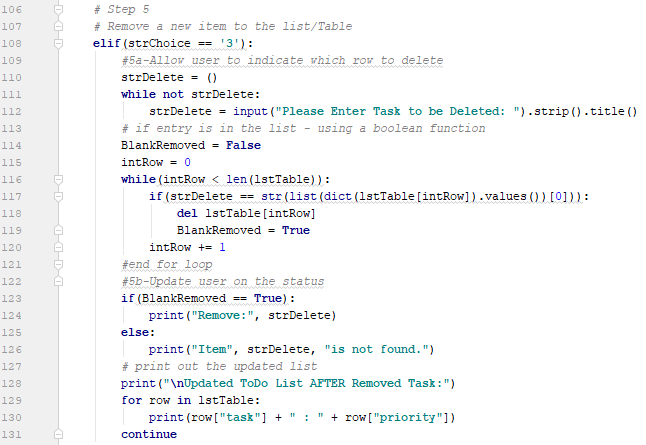 106 # Step 5
107 # Remove a new item to the list/Table
108 elif(strChoice == '3'):
109 #5a-Allow user to indicate which row to delete
110 strDelete = ()
111 while not strDelete:
112 strDelete = input("Please Enter Task to be Deleted: ").strip().title()
113 # if entry is in the list - using a boolean function
114 BlankRemoved = False
115 intRow = 0
116 while(intRow < len(lstTable)):
117 if(strDelete == str(list(dict(lstTable[intRow]).values())[0])):
118 del lstTable[intRow]
119 BlankRemoved = True
120 intRow += 1
121 #end for loop
122 #5b-Update user on the status
123 if(BlankRemoved == True):
124 print("Remove:", strDelete)
125 else:
126 print("Item", strDelete, "is not found.")
127 # print out the updated list
128 print("\nUpdated ToDo List AFTER Removed Task:")
129 for row in lstTable:
130 print(row["task"] + " : " + row["priority"])
131 continue